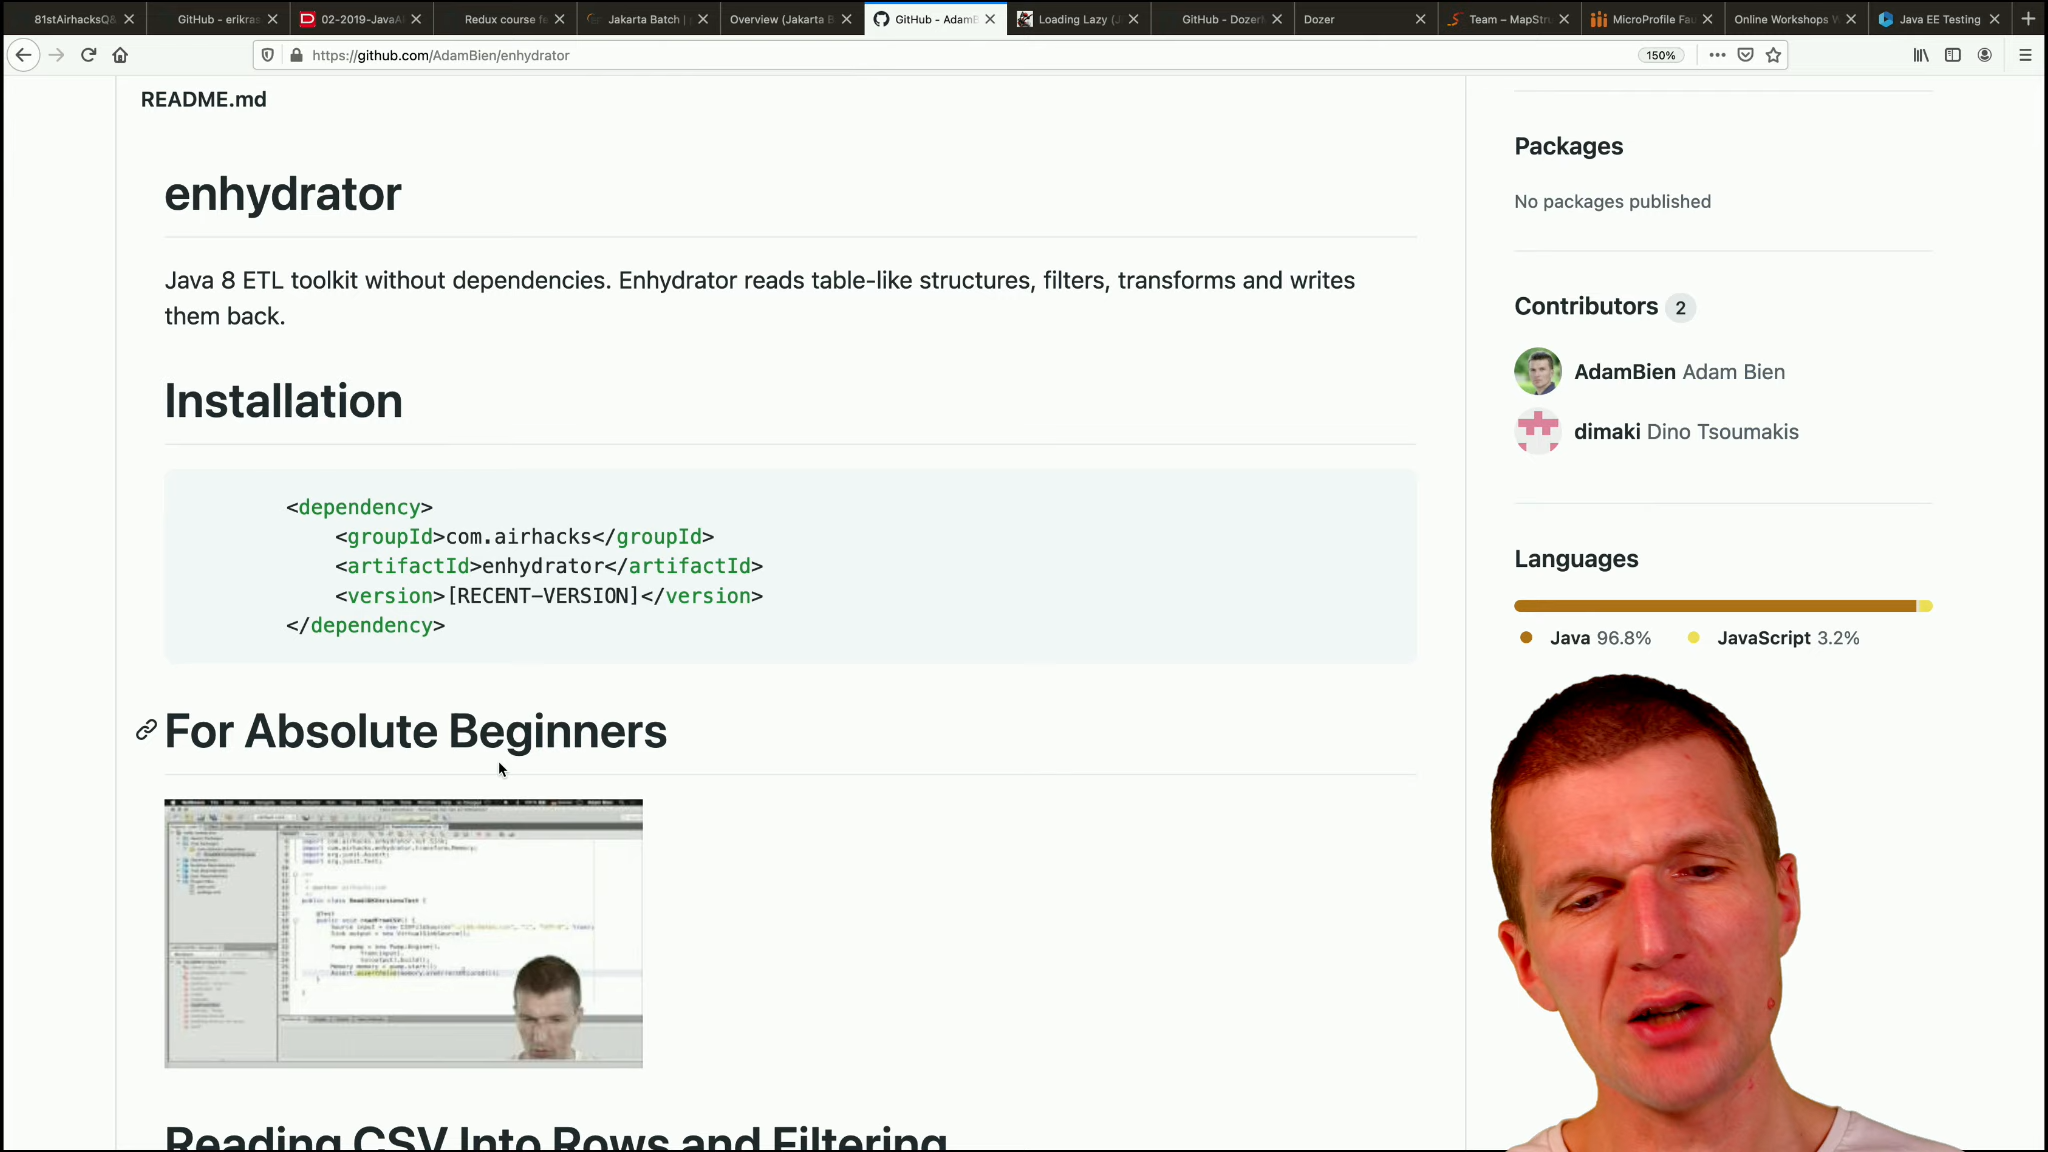 81stAirhacksQ&
GitHub - erikras
02-2019-JavaA
Redux course fe
Jakarta Batch |
Overview (Jakarta B
GitHub - AdamB
Loading Lazy (J
GitHub - Dozer
Dozer
Team – MapStr
MicroProfile Fau
Online Workshops
Java EE Testing
https://github.com/AdamBien/enhydrator
150%
README.md
enhydrator
Java 8 ETL toolkit without dependencies. Enhydrator reads table-like structures, filters, transforms and writes
them back.
Installation
<dependency>
<groupId>com.airhacks</groupId>
<artifactId>enhydrator</artifactId>
<version>[RECENT-VERSION]</version>
</dependency>
For Absolute Beginners
Reading CSV Into Rows and Filtering
Packages
No packages published
Contributors 2
AdamBien Adam Bien
dimaki Dino Tsoumakis
Languages
Java 96.8%
JavaScript 3.2%